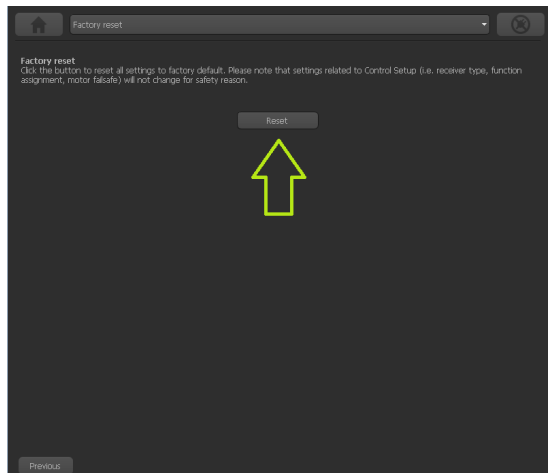 Factory reset
Factory reset
Click the button to reset all settings to factory default. Please note that settings related to Control Setup (i.e. receiver type, function
assignment, motor failsafe) will not change for safety reason.
Reset
Previous